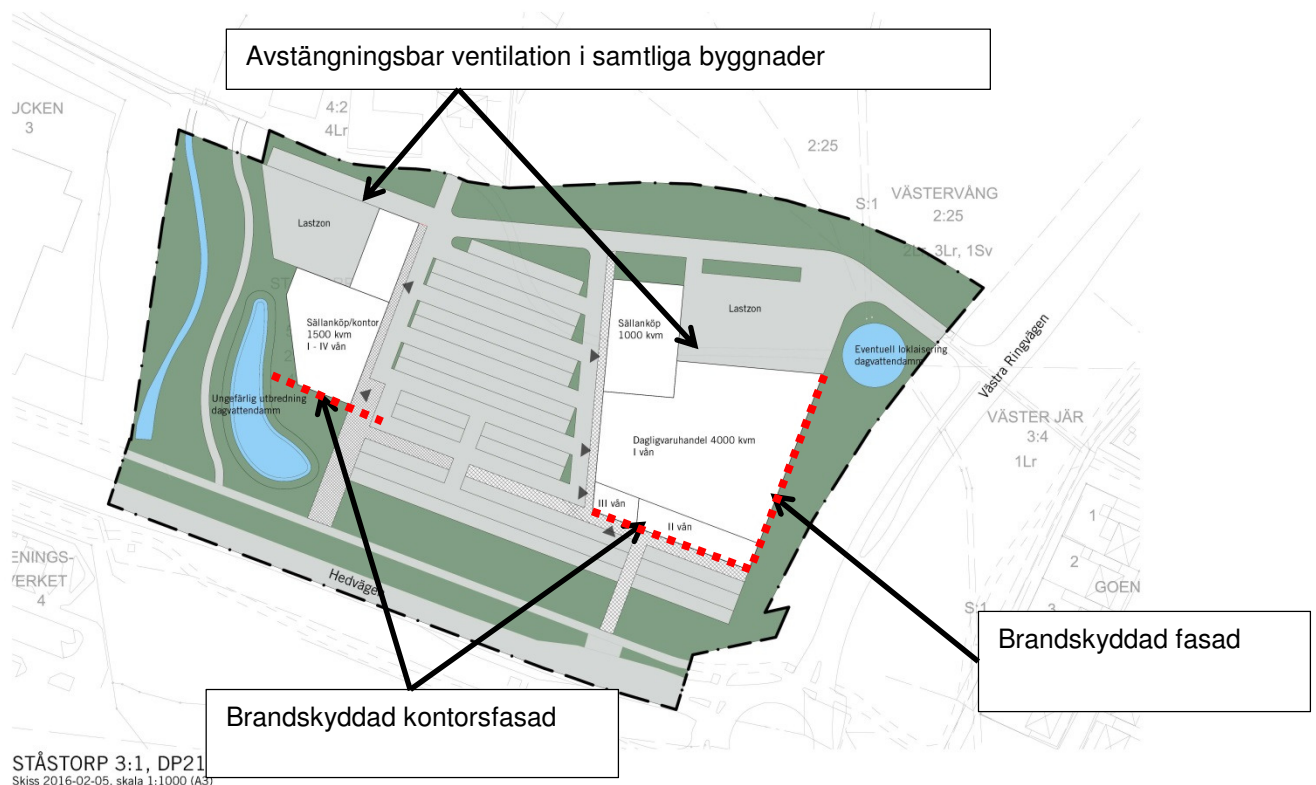 Avstängningsbar ventilation i samtliga byggnader
JCKEN
3
4:2
4Lr
2:25
S:1
VÄSTERVÅNG
2:25
2Lr, 3Lr, 1Sv
Lastzon
Sällanköp/kontor
1500 kvm
I - IV vån
Sällanköp
1000 kvm
Lastzon
Eventuell loklaisering
dagvattendamm
Västra Ringvägen
Ungefärlig utbredning
dagvattendamm
Dagligvaruhandel 4000 kvm
I vån
VÄSTER JÄR
3:4
1Lr
III vån
II vån
1
2
GOEN
3
S:1
ENINGS-
VERKET
4
Hedvägen
Brandskyddad fasad
Brandskyddad kontorsfasad
STÅSTORP 3:1, DP21
Skiss 2016-02-05, skala 1:1000 (A3)